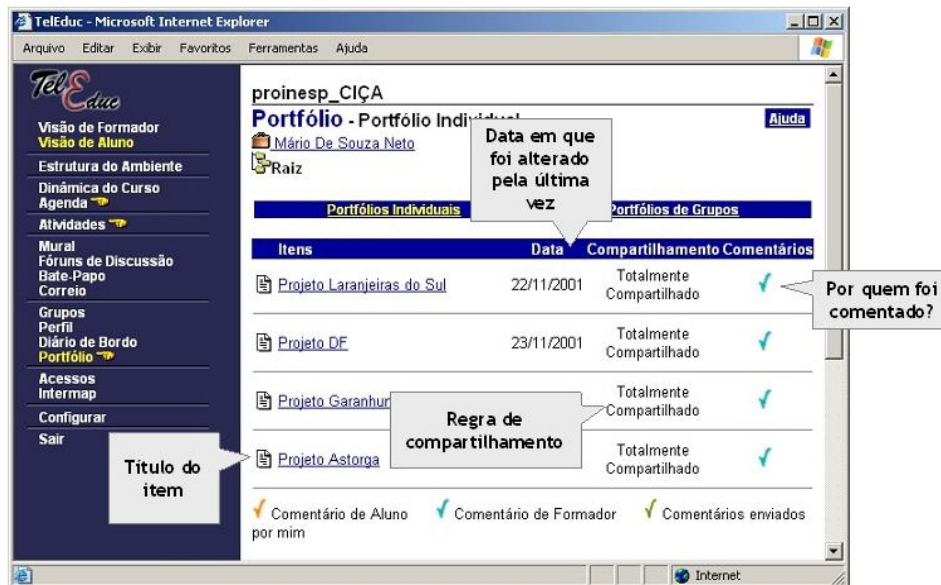 TelEduc - Microsoft Internet Explorer
Arquivo Editar Exibir Favoritos Ferramentas Ajuda
TelEduc
Visão de Formador
Visão de Aluno
Estrutura do Ambiente
Dinâmica do Curso
Agenda
Atividades
Mural
Fóruns de Discussão
Bate-Papo
Correio
Grupos
Perfil
Diário de Bordo
Portfólio
Acessos
Intermap
Configurar
Sair
proinesp_CIÇA
Portfólio - Portfólio
Ajuda
Mário De Souza Neto
Raiz
Data em que
foi alterado
pela última
vez
Portfólios Individuais Portfólios de Grupos
Itens Data Compartilhamento Comentários
Projeto Laranjeiras do Sul 22/11/2001 Totalmente
Compartilhado
Por quem foi
comentado?
Projeto DF 23/11/2001 Totalmente
Compartilhado
Projeto Totalmente
Compartilhado
Regra de
compartilhamento
Projeto Astorga Totalmente
Compartilhado
Título do
item
Comentário de Aluno Comentário de Formador Comentários enviados
por mim
Internet